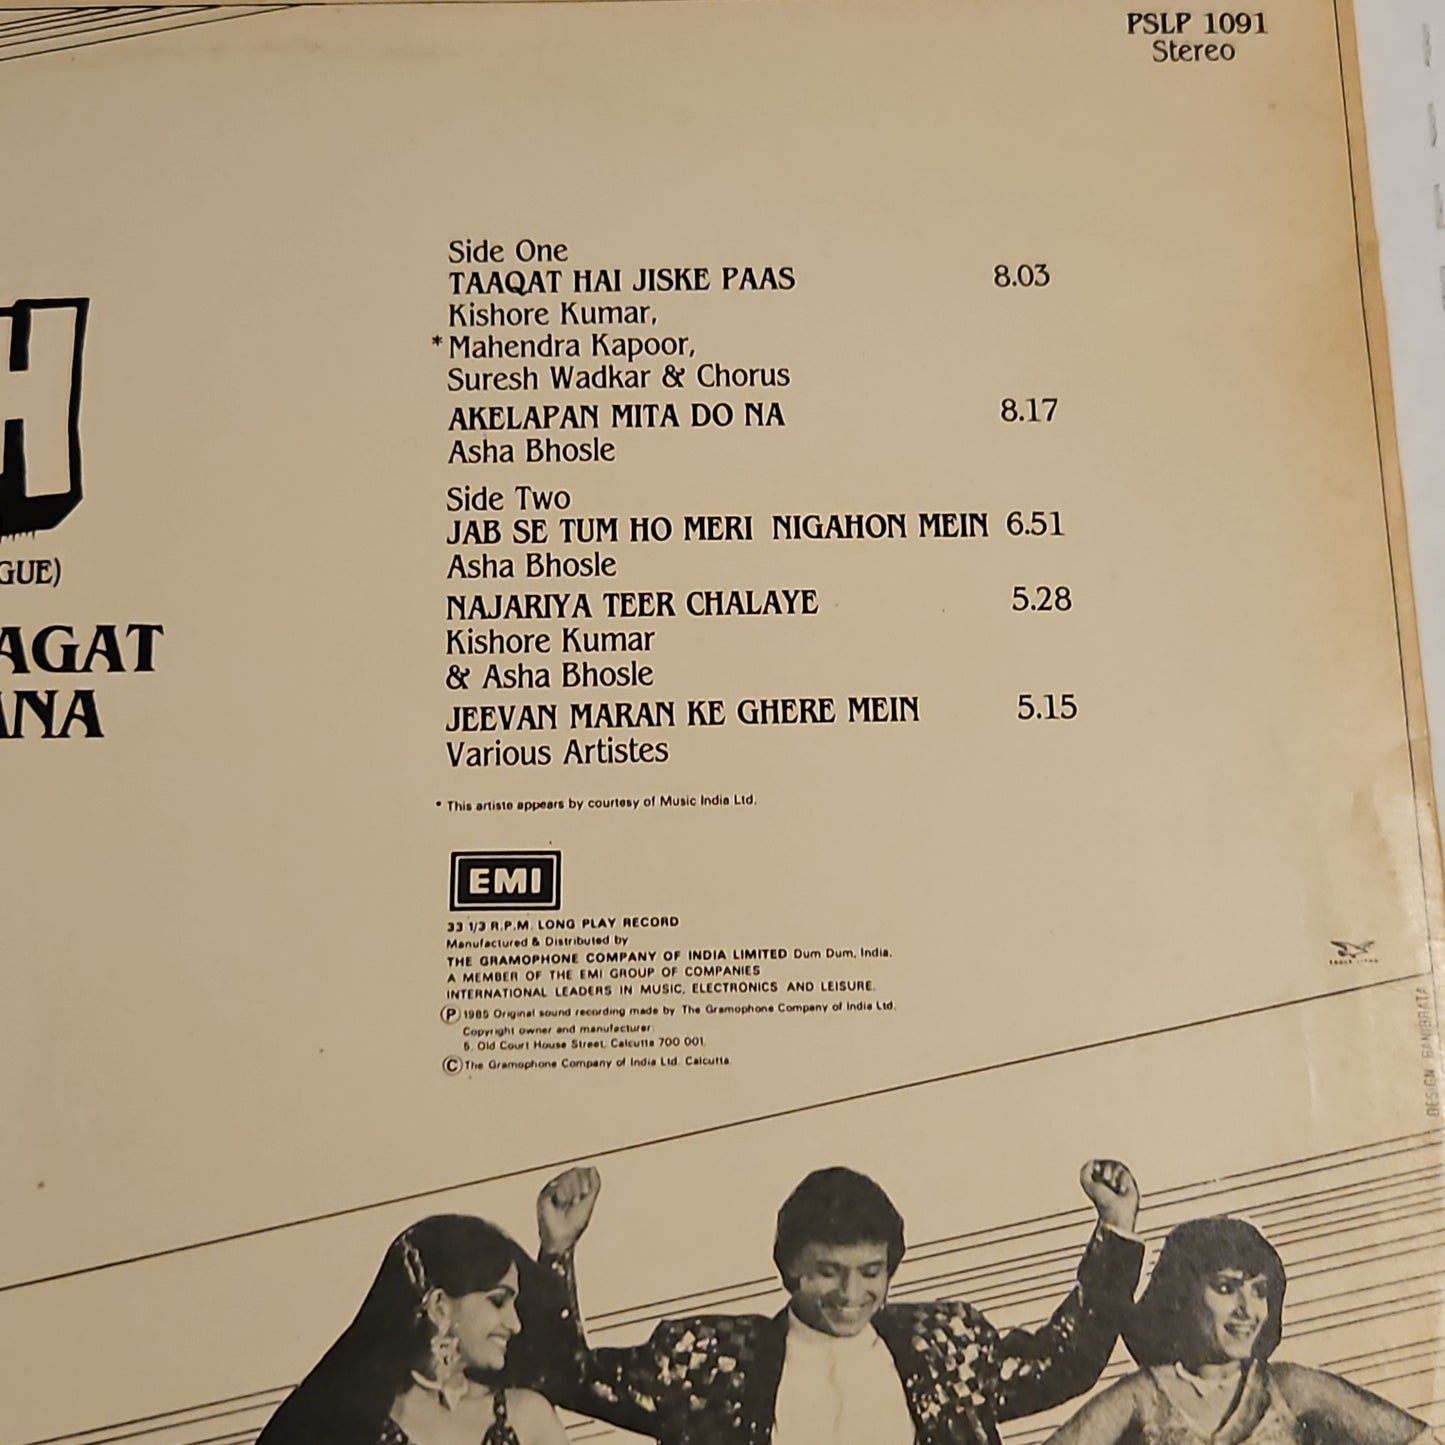 PSLP 1091
Stereo
H
GUE)
AGAT
ANA
Side One
TAAQAT HAI JISKE PAAS 8.03
Kishore Kumar,
* Mahendra Kapoor,
Suresh Wadkar & Chorus
AKELAPAN MITA DO NA 8.17
Asha Bhosle
Side Two
JAB SE TUM HO MERI NIGAHON MEIN 6.51
Asha Bhosle
NAJARIYA TEER CHALAYE 5.28
Kishore Kumar
& Asha Bhosle
JEEVAN MARAN KE GHERE MEIN 5.15
Various Artistes
* This artiste appears by courtesy of Music India Ltd.
EMI
33 1/3 R.P.M. LONG PLAY RECORD
Manufactured & Distributed by
THE GRAMOPHONE COMPANY OF INDIA LIMITED Dum Dum, India.
A MEMBER OF THE EMI GROUP OF COMPANIES
INTERNATIONAL LEADERS IN MUSIC, ELECTRONICS AND LEISURE.
Ⓟ 1985 Original sound recording made by The Gramophone Company of India Ltd.
Copyright owner and manufacturer:
5, Old Court House Street, Calcutta 700 001.
© The Gramophone Company of India Ltd. Calcutta.
DESIGN BANIBRATA